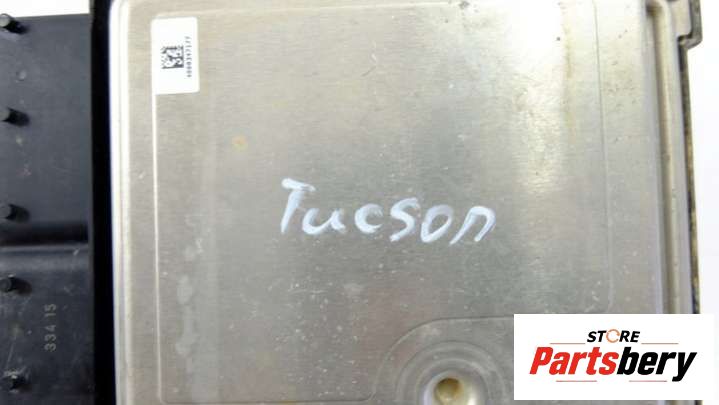 Tucson
334 15
STORE
Partsbery